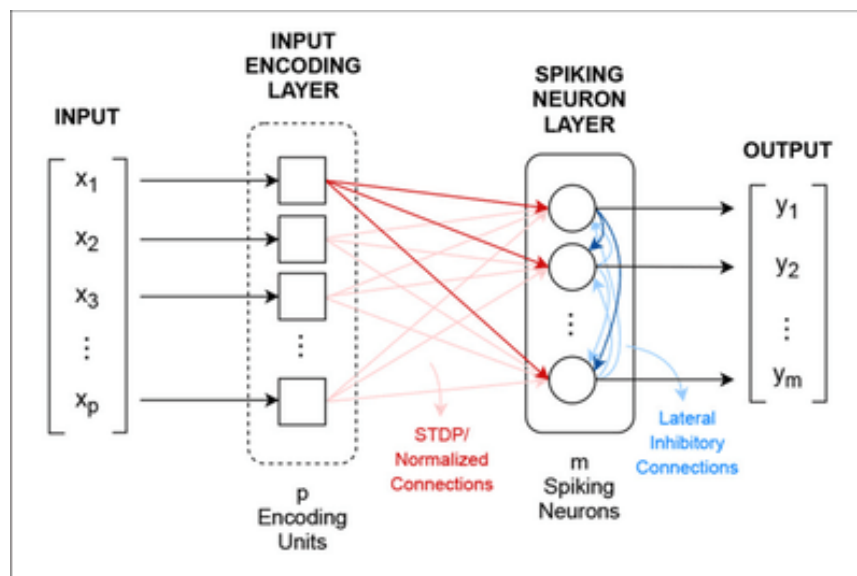 INPUT
ENCODING
LAYER
SPIKING
NEURON
LAYER
INPUT
OUTPUT
x1
x2
x3
⋮
xp
⋮
...
y1
y2
⋮
ym
STDP/
Normalized
Connections
Lateral
Inhibitory
Connections
p
Encoding
Units
m
Spiking
Neurons